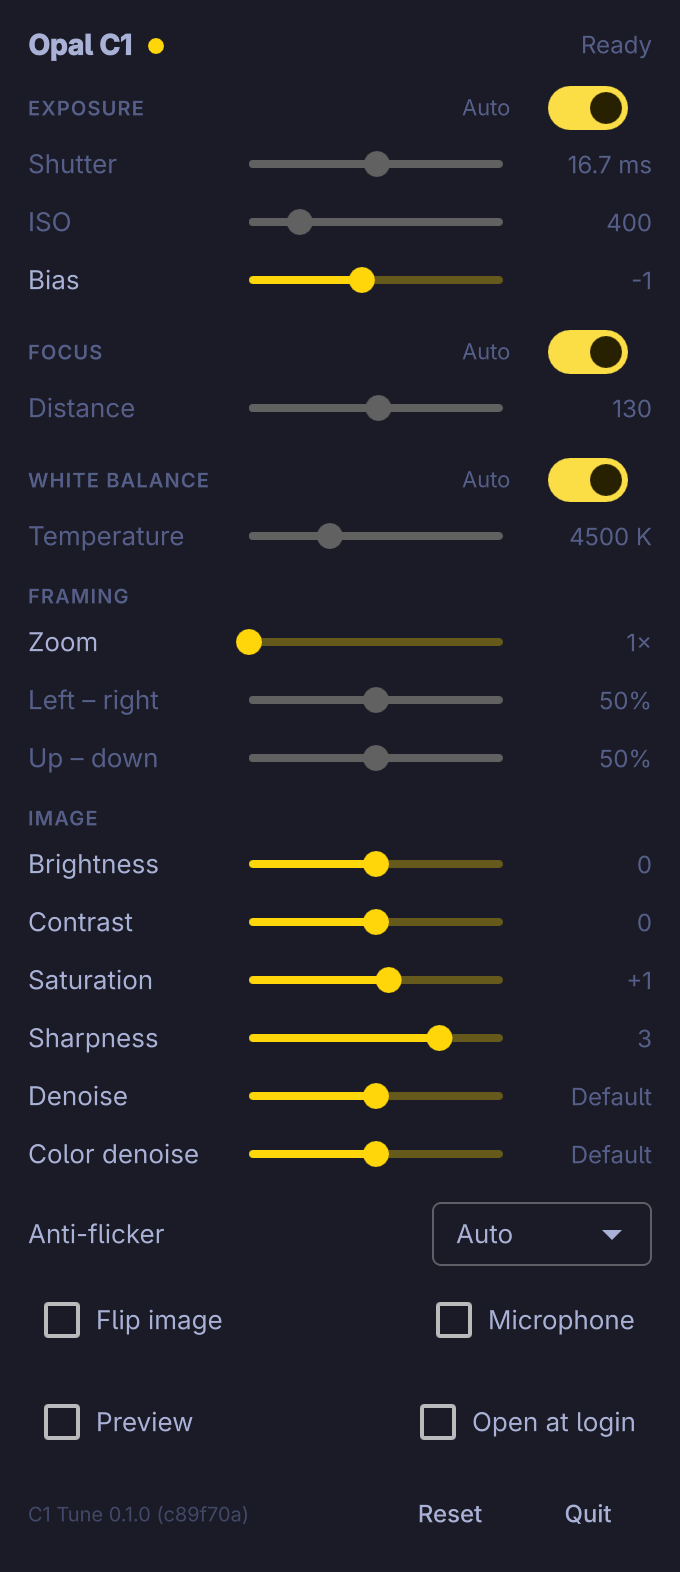 Opal C1 Ready
EXPOSURE Auto
Shutter 16.7 ms
ISO 400
Bias -1
FOCUS Auto
Distance 130
WHITE BALANCE Auto
Temperature 4500 K
FRAMING
Zoom 1×
Left – right 50%
Up – down 50%
IMAGE
Brightness 0
Contrast 0
Saturation +1
Sharpness 3
Denoise Default
Color denoise Default
Anti-flicker Auto
Flip image Microphone
Preview Open at login
C1 Tune 0.1.0 (c89f70a) Reset Quit